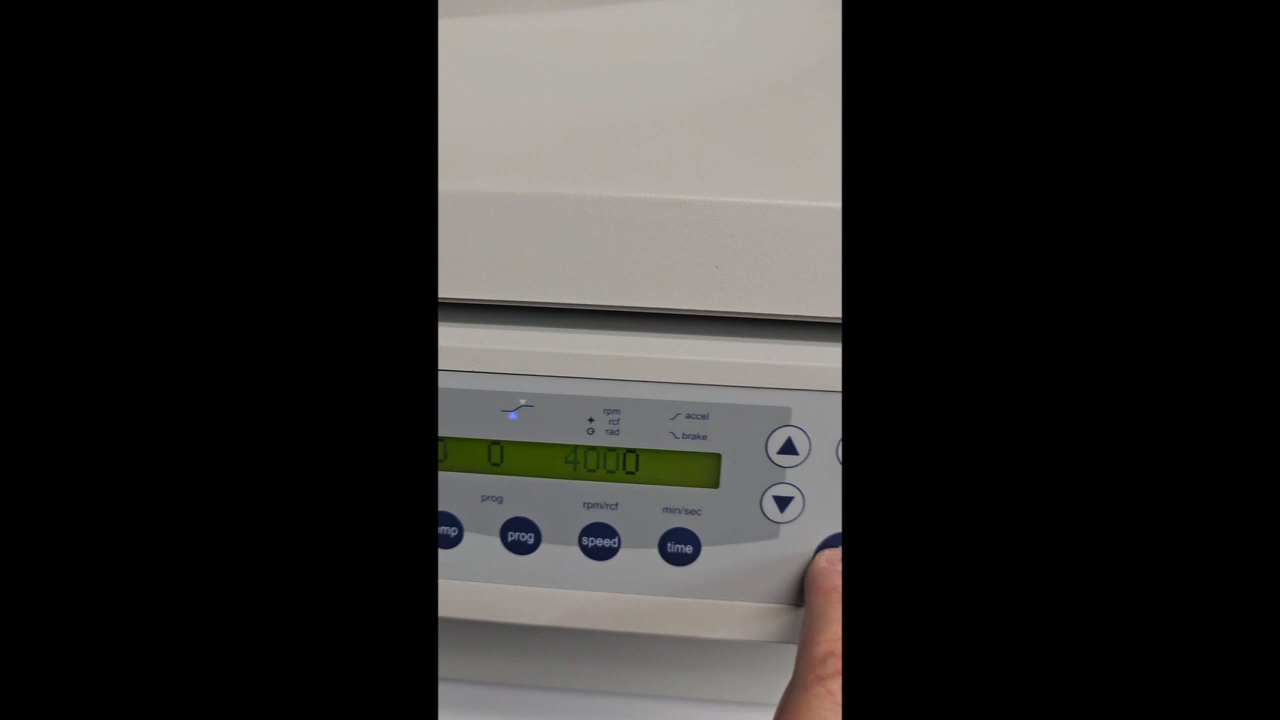 rpm
rcf
rad
accel
brake
0 4000
prog
rpm/rcf
min/sec
prog
speed
time